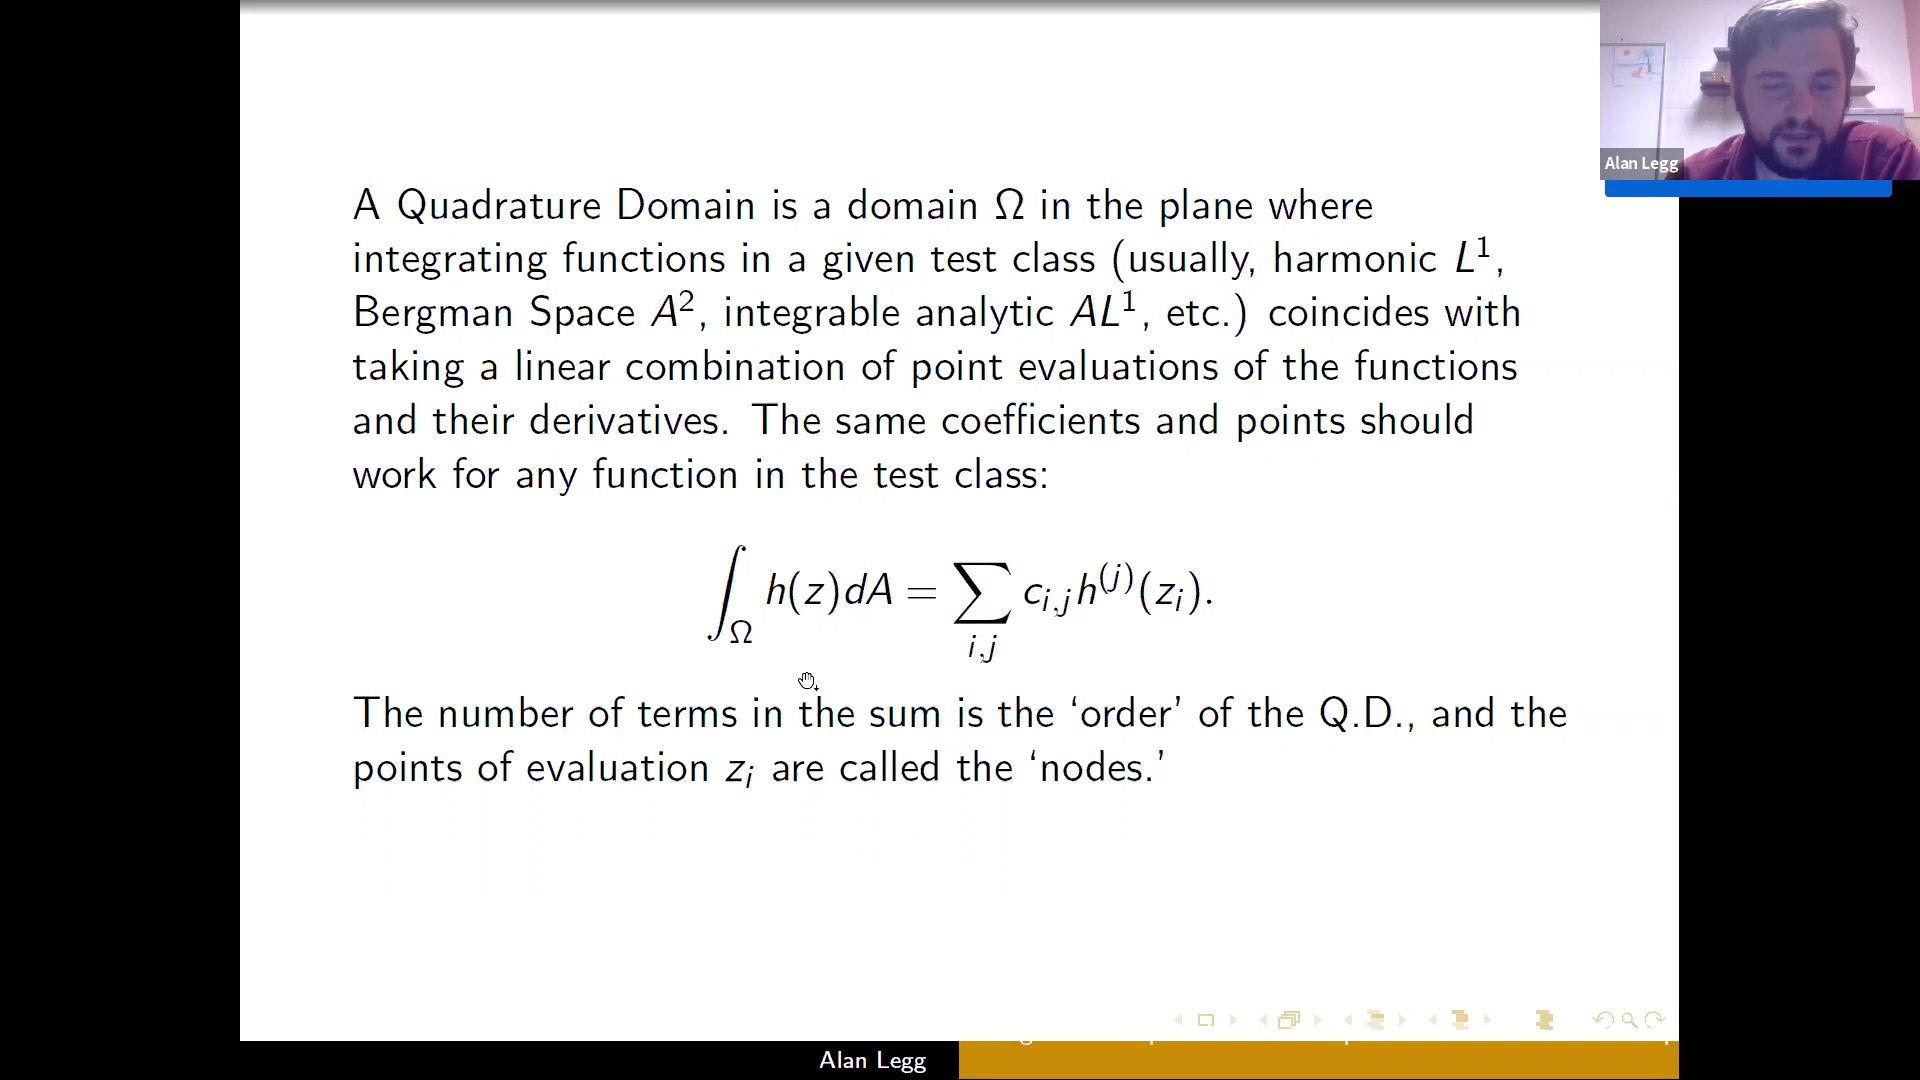 Alan Legg
A Quadrature Domain is a domain Ω in the plane where
integrating functions in a given test class (usually, harmonic L¹,
Bergman Space A², integrable analytic AL¹, etc.) coincides with
taking a linear combination of point evaluations of the functions
and their derivatives. The same coefficients and points should
work for any function in the test class:
∫_Ω h(z)dA = ∑_{i,j} c_{i,j} h^{(j)}(z_i).
The number of terms in the sum is the ‘order’ of the Q.D., and the
points of evaluation z_i are called the ‘nodes.’
Alan Legg